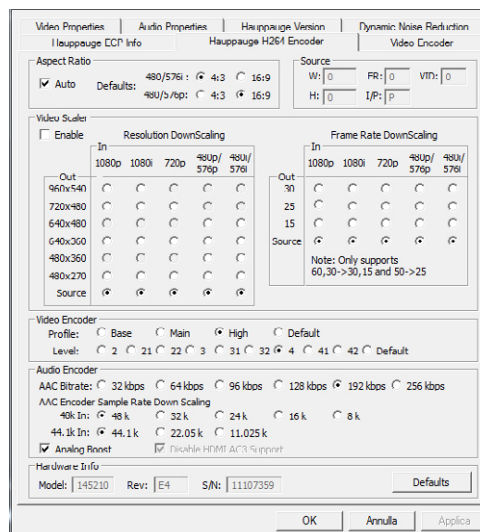 Video Properties Audio Properties Hauppauge Version Dynamic Noise Reduction
Hauppauge ECP Info Hauppauge H264 Encoder Video Encoder
Aspect Ratio Source
Auto Defaults: 480/576i : 4:3 16:9 W: 0 FR: 0 VID: 0
480/576p: 4:3 16:9 H: 0 I/P: P
Video Scaler
Enable Resolution DownScaling Frame Rate DownScaling
In In
1080p 1080i 720p 480p/576p 480i/576i 1080p 1080i 720p 480p/576p 480i/576i
Out Out
960x540 30
720x480 25
640x480 15
640x360 Source
480x360 Note: Only supports
480x270 60,30->30,15 and 50->25
Source
Video Encoder
Profile: Base Main High Default
Level: 2 21 22 3 31 32 4 41 42 Default
Audio Encoder
AAC Bitrate: 32 kbps 64 kbps 96 kbps 128 kbps 192 kbps 256 kbps
AAC Encoder Sample Rate Down Scaling
48k In: 48 k 32 k 24 k 16 k 8 k
44.1k In: 44.1 k 22.05 k 11.025 k
Analog Boost Disable HDMI AC3 Support
Hardware Info
Model: 145210 Rev: E4 S/N: 11107359 Defaults
OK Annulla Applica